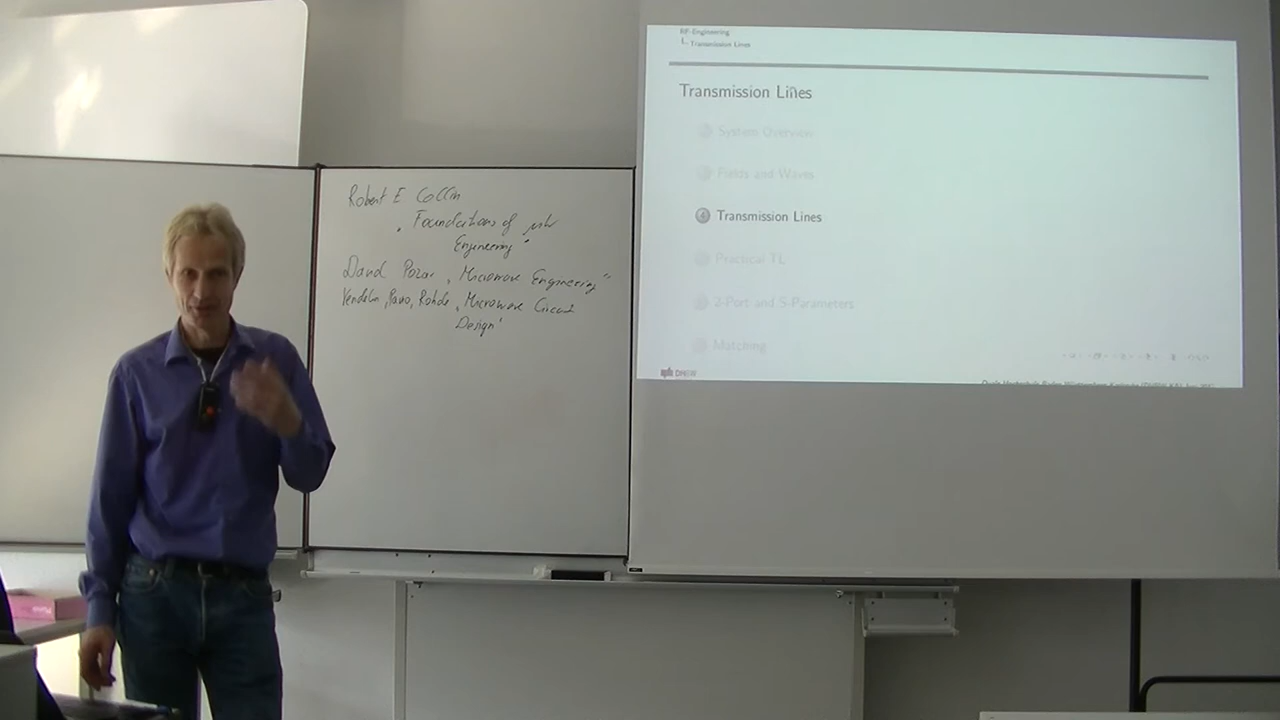 Robert E Collin
„Foundations of μW
Engineering"
David Pozar „Microwave Engineering"
Vendelin, Pavio, Rohde „Microwave Circuit
Design"
RF-Engineering
Transmission Lines
Transmission Lines
System Overview
Fields and Waves
Transmission Lines
Practical TL
2-Port and S-Parameters
Matching
DHBW